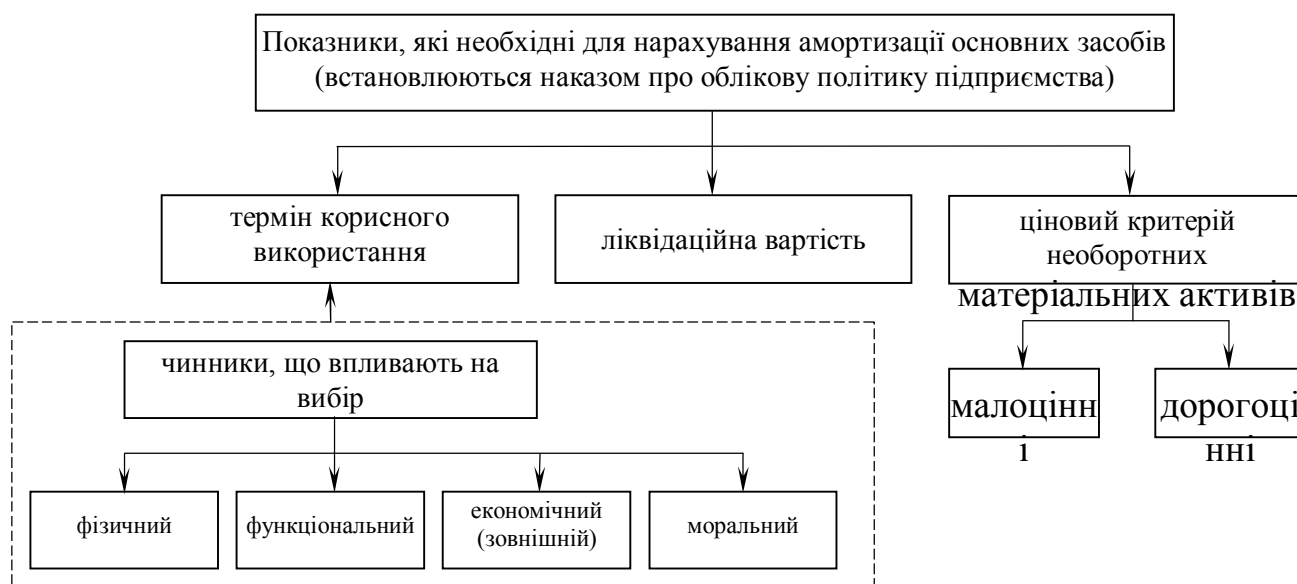 Показники, які необхідні для нарахування амортизації основних засобів
(встановлюються наказом про облікову політику підприємства)
термін корисного
використання
ліквідаційна вартість
ціновий критерій
необоротних
матеріальних активів
чинники, що впливають на
вибір
малоцінн
і
дорогоці
нні
фізичний
функціональний
економічний
(зовнішній)
моральний